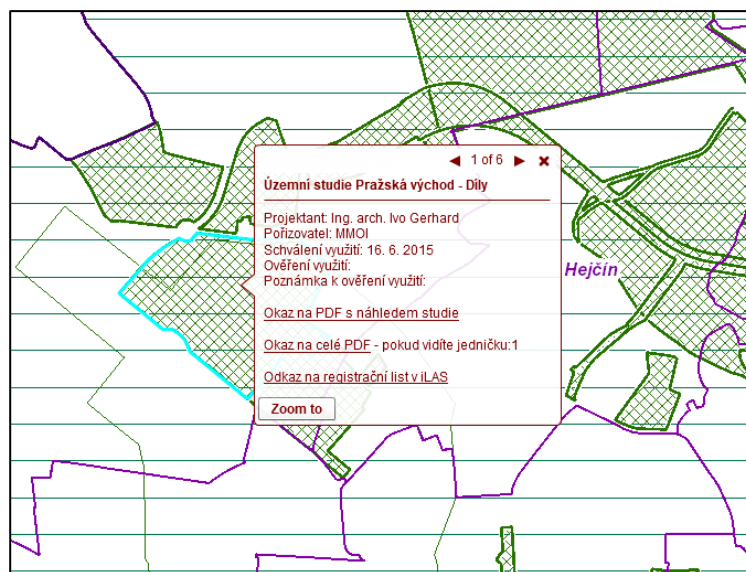 ◀ 1 of 6 ▶ ✖
Územní studie Pražská východ - Díly
Projektant: Ing. arch. Ivo Gerhard
Pořizovatel: MMOl
Schválení využití: 16. 6. 2015
Ověření využití:
Poznámka k ověření využití:
Okaz na PDF s náhledem studie
Okaz na celé PDF - pokud vidíte jedničku:1
Odkaz na registrační list v iLAS
Zoom to
Hejčín